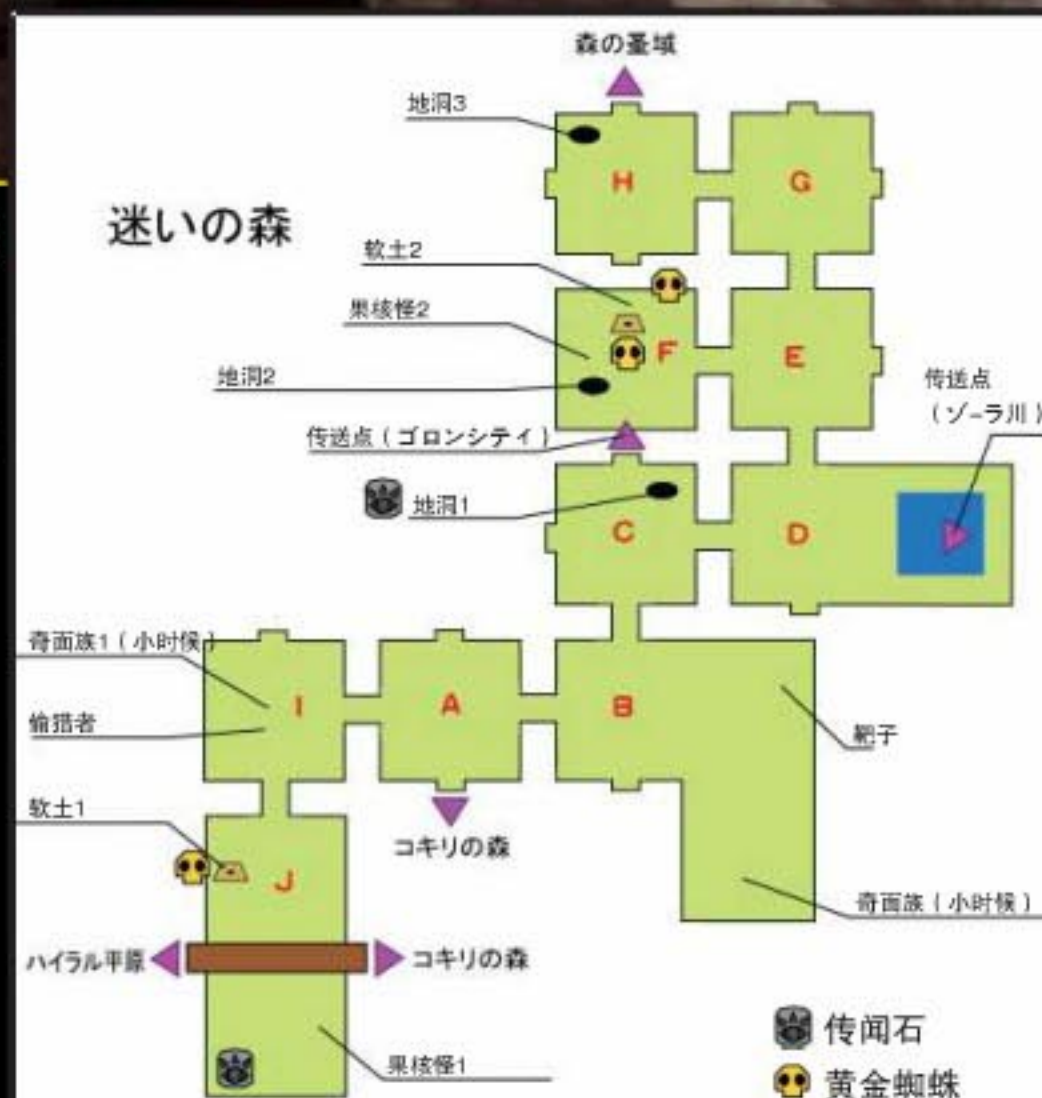 森の䙡域
地洞3
H
G
迷いの森
软土2
果核怪2
F
E
地洞2
传送点
（ゾーラ川）
传送点（ゴロンシティ）
地洞1
C
D
奇面族1（小时候）
I
A
B
偷猎者
靶子
软土1
コキリの森
J
奇面族（小时候）
ハイラル平原
コキリの森
传闻石
果核怪1
黄金蜘蛛